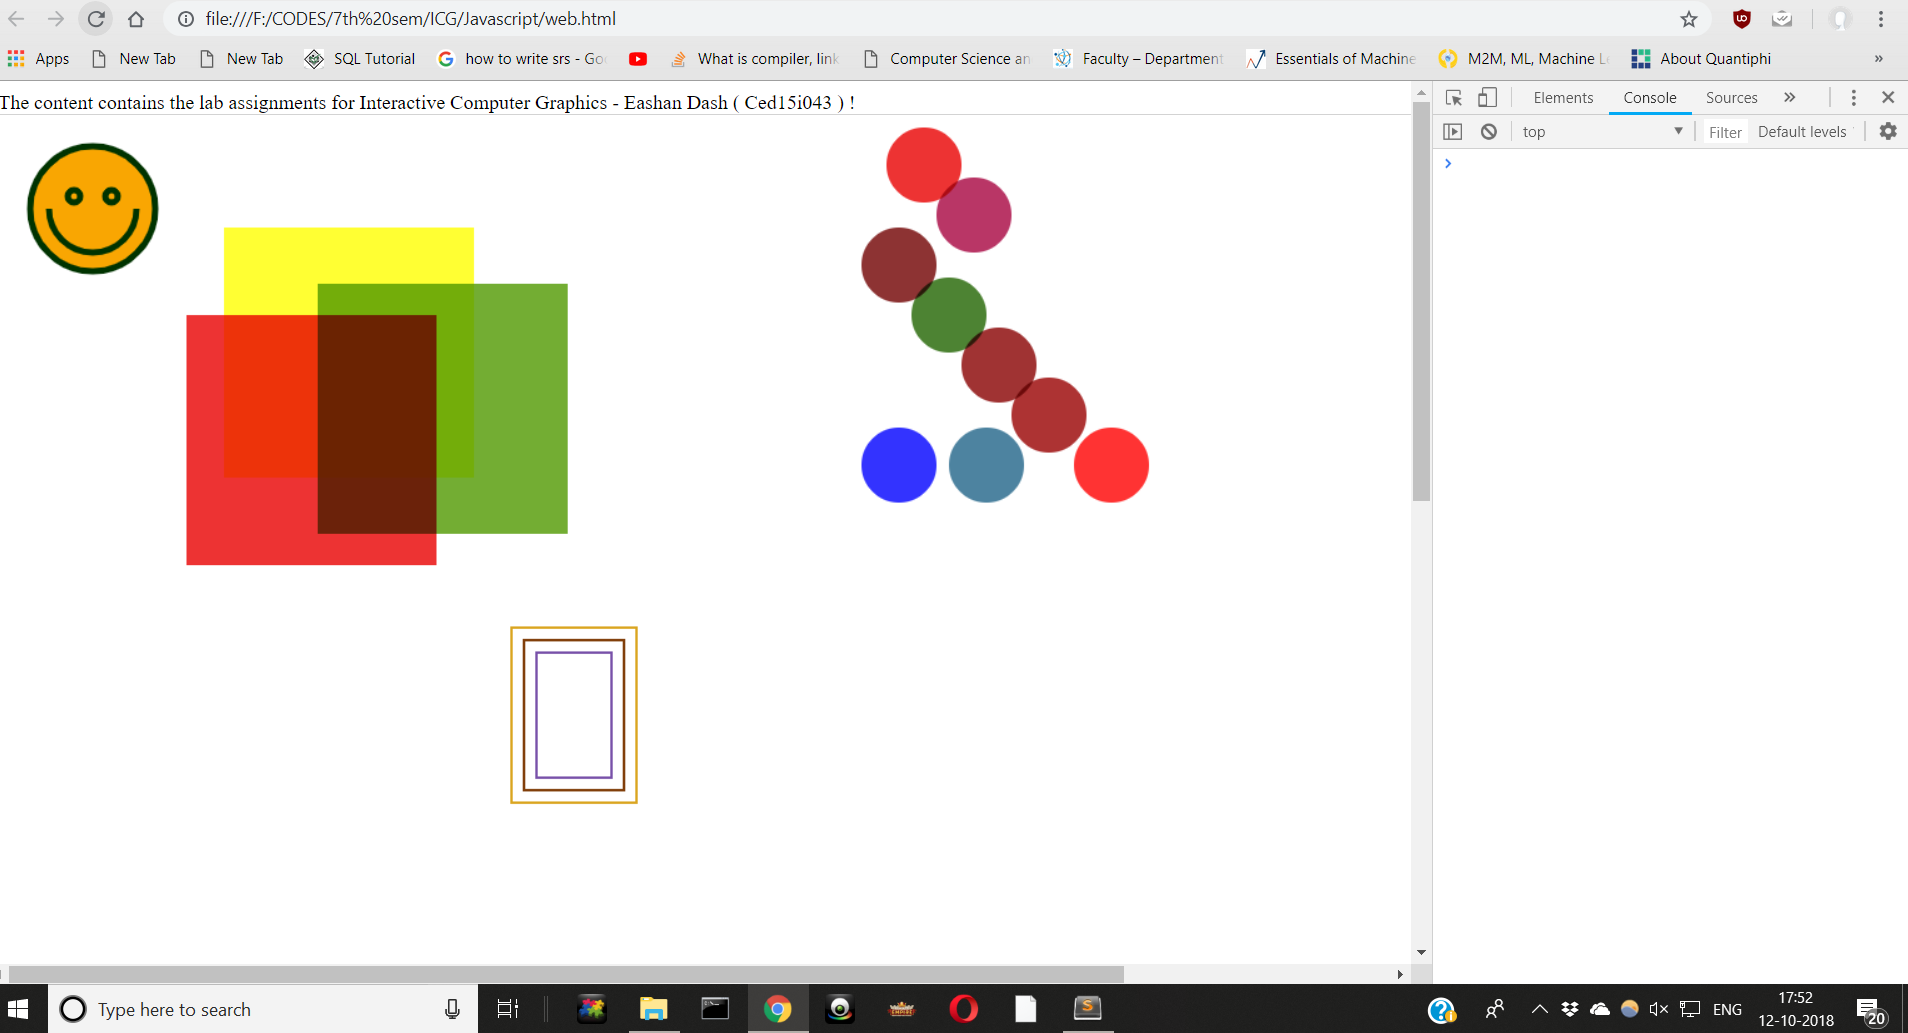 file:///F:/CODES/7th%20sem/ICG/Javascript/web.html
Apps New Tab New Tab SQL Tutorial how to write srs - Go What is compiler, link Computer Science an Faculty – Department Essentials of Machine M2M, ML, Machine L About Quantiphi »
The content contains the lab assignments for Interactive Computer Graphics - Eashan Dash ( Ced15i043 ) !
Elements Console Sources »
top Filter Default levels
Type here to search
ENG
17:52
12-10-2018
20